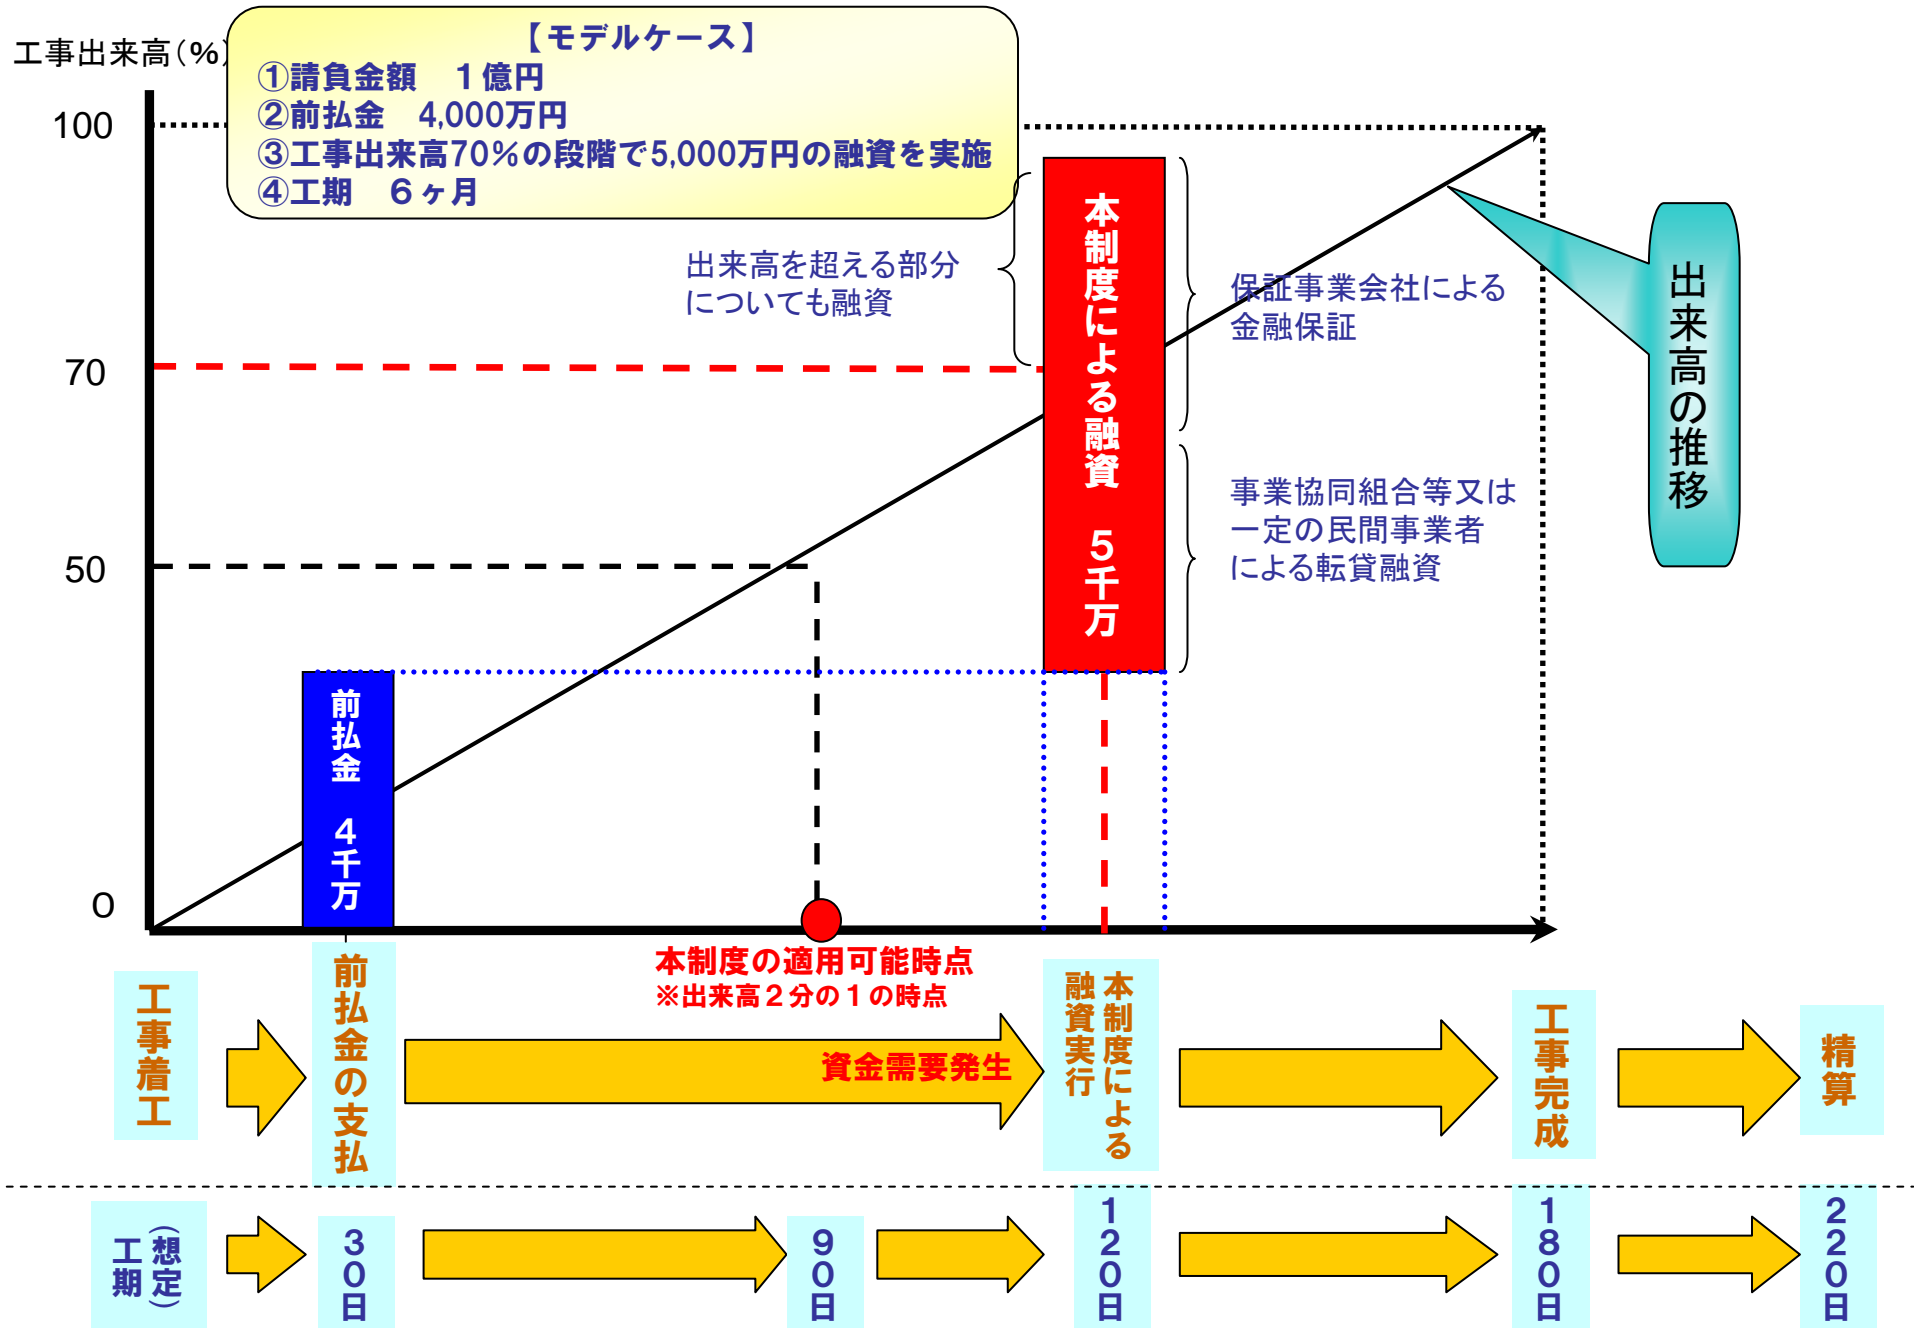 工事出来高(%)
【モデルケース】
①請負金額　１億円
②前払金　4,000万円
③工事出来高70%の段階で5,000万円の融資を実施
④工期　６ヶ月
100
70
50
0
出来高を超える部分
についても融資
本制度による融資　５千万
保証事業会社による
金融保証
事業協同組合等又は
一定の民間事業者
による転貸融資
出来高の推移
前払金　４千万
本制度の適用可能時点
※出来高２分の１の時点
工事着工
前払金の支払
資金需要発生
本制度による
融資実行
工事完成
精算
(想定)
工期
３０日
９０日
１２０日
１８０日
２２０日